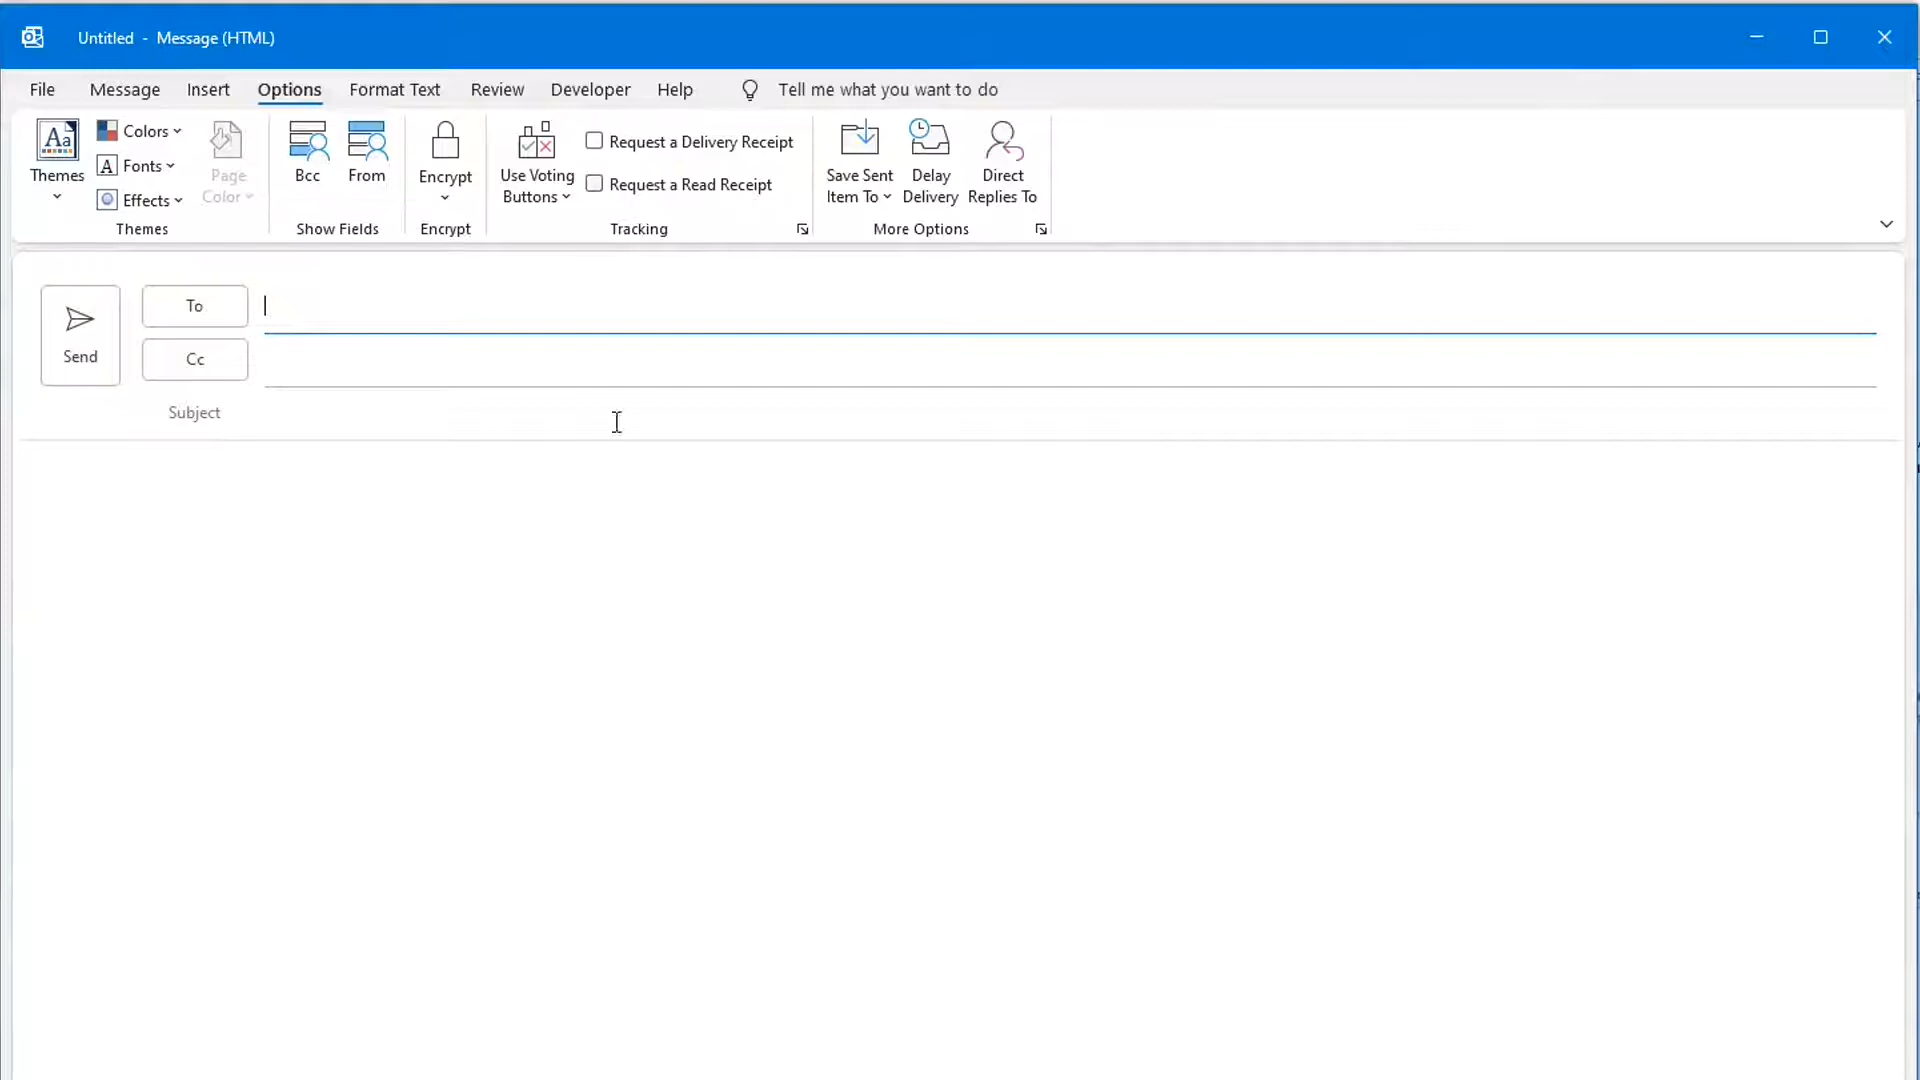 Untitled - Message (HTML)
File Message Insert Options Format Text Review Developer Help Tell me what you want to do
Aa Themes
Colors
Fonts
Effects
Page
Color
Themes
Bcc From
Show Fields
Encrypt
Encrypt
Use Voting
Buttons
Request a Delivery Receipt
Request a Read Receipt
Tracking
Save Sent
Item To
Delay
Delivery
Direct
Replies To
More Options
Send
To
Cc
Subject